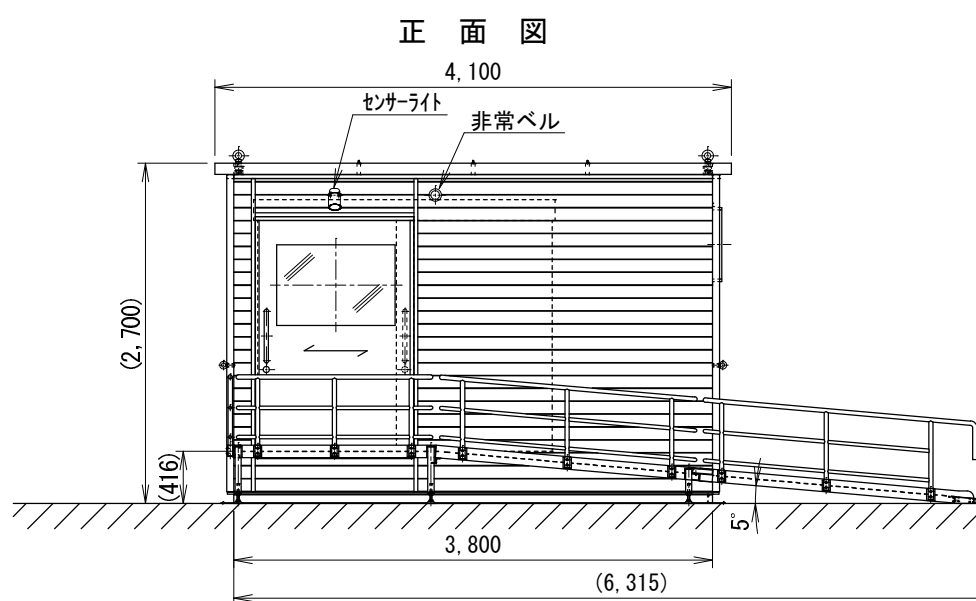 正面図
4,100
センサーライト
非常ベル
(2,700)
(416)
5°
3,800
(6,315)